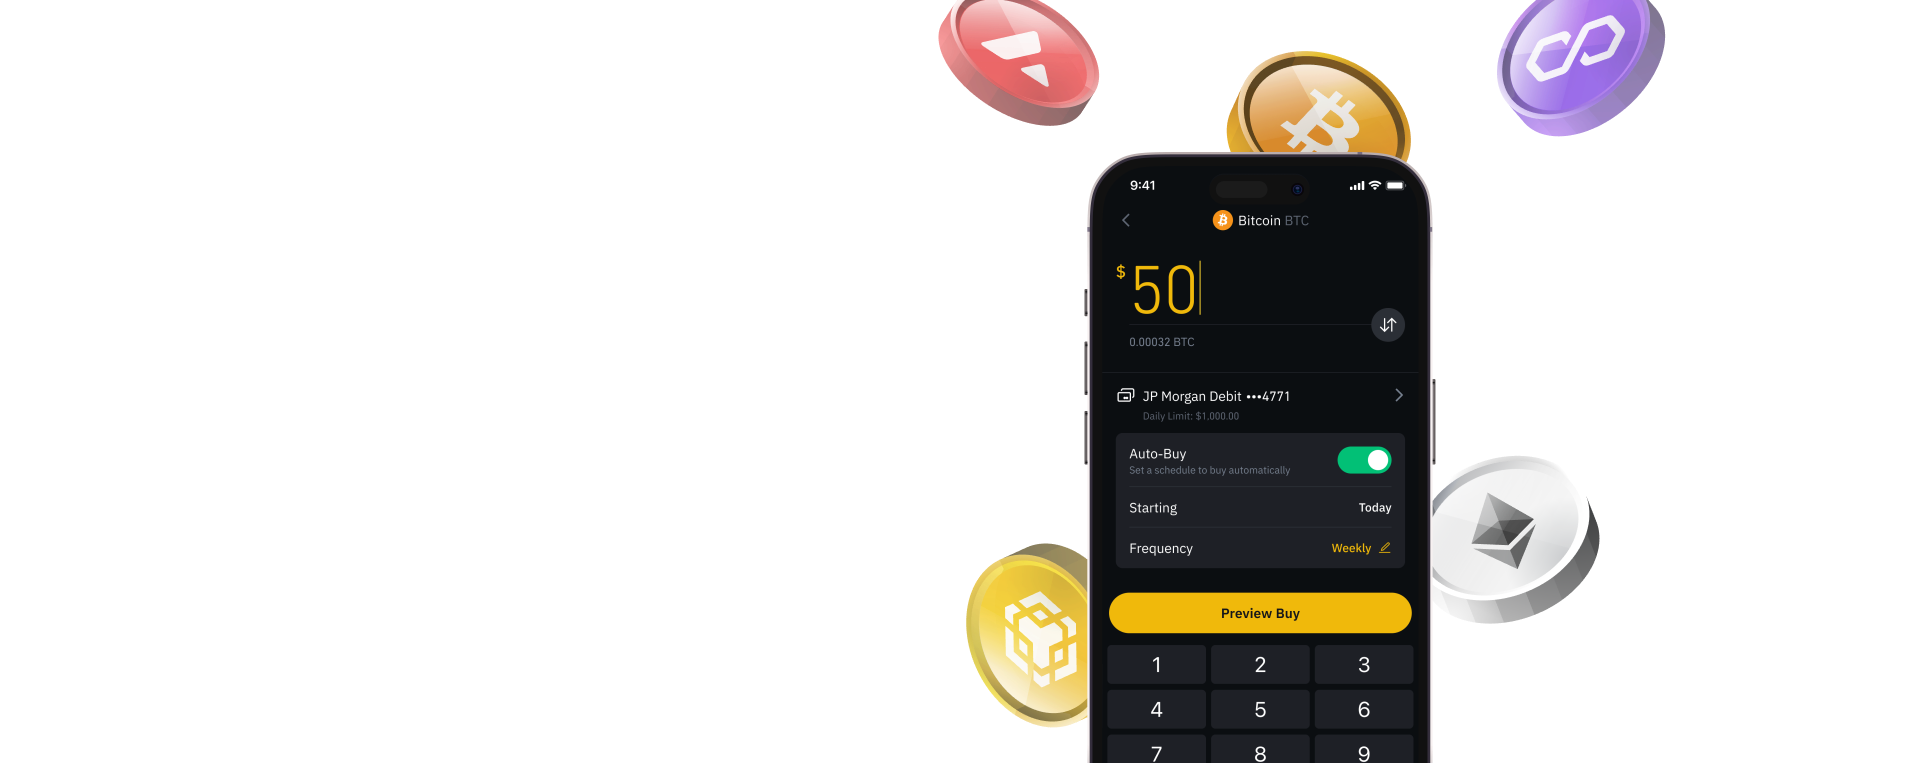 9:41
Bitcoin BTC
$50
0.00032 BTC
JP Morgan Debit •••4771
Daily Limit: $1,000.00
Auto-Buy
Set a schedule to buy automatically
Starting Today
Frequency Weekly
Preview Buy
1 2 3
4 5 6
7 8 9